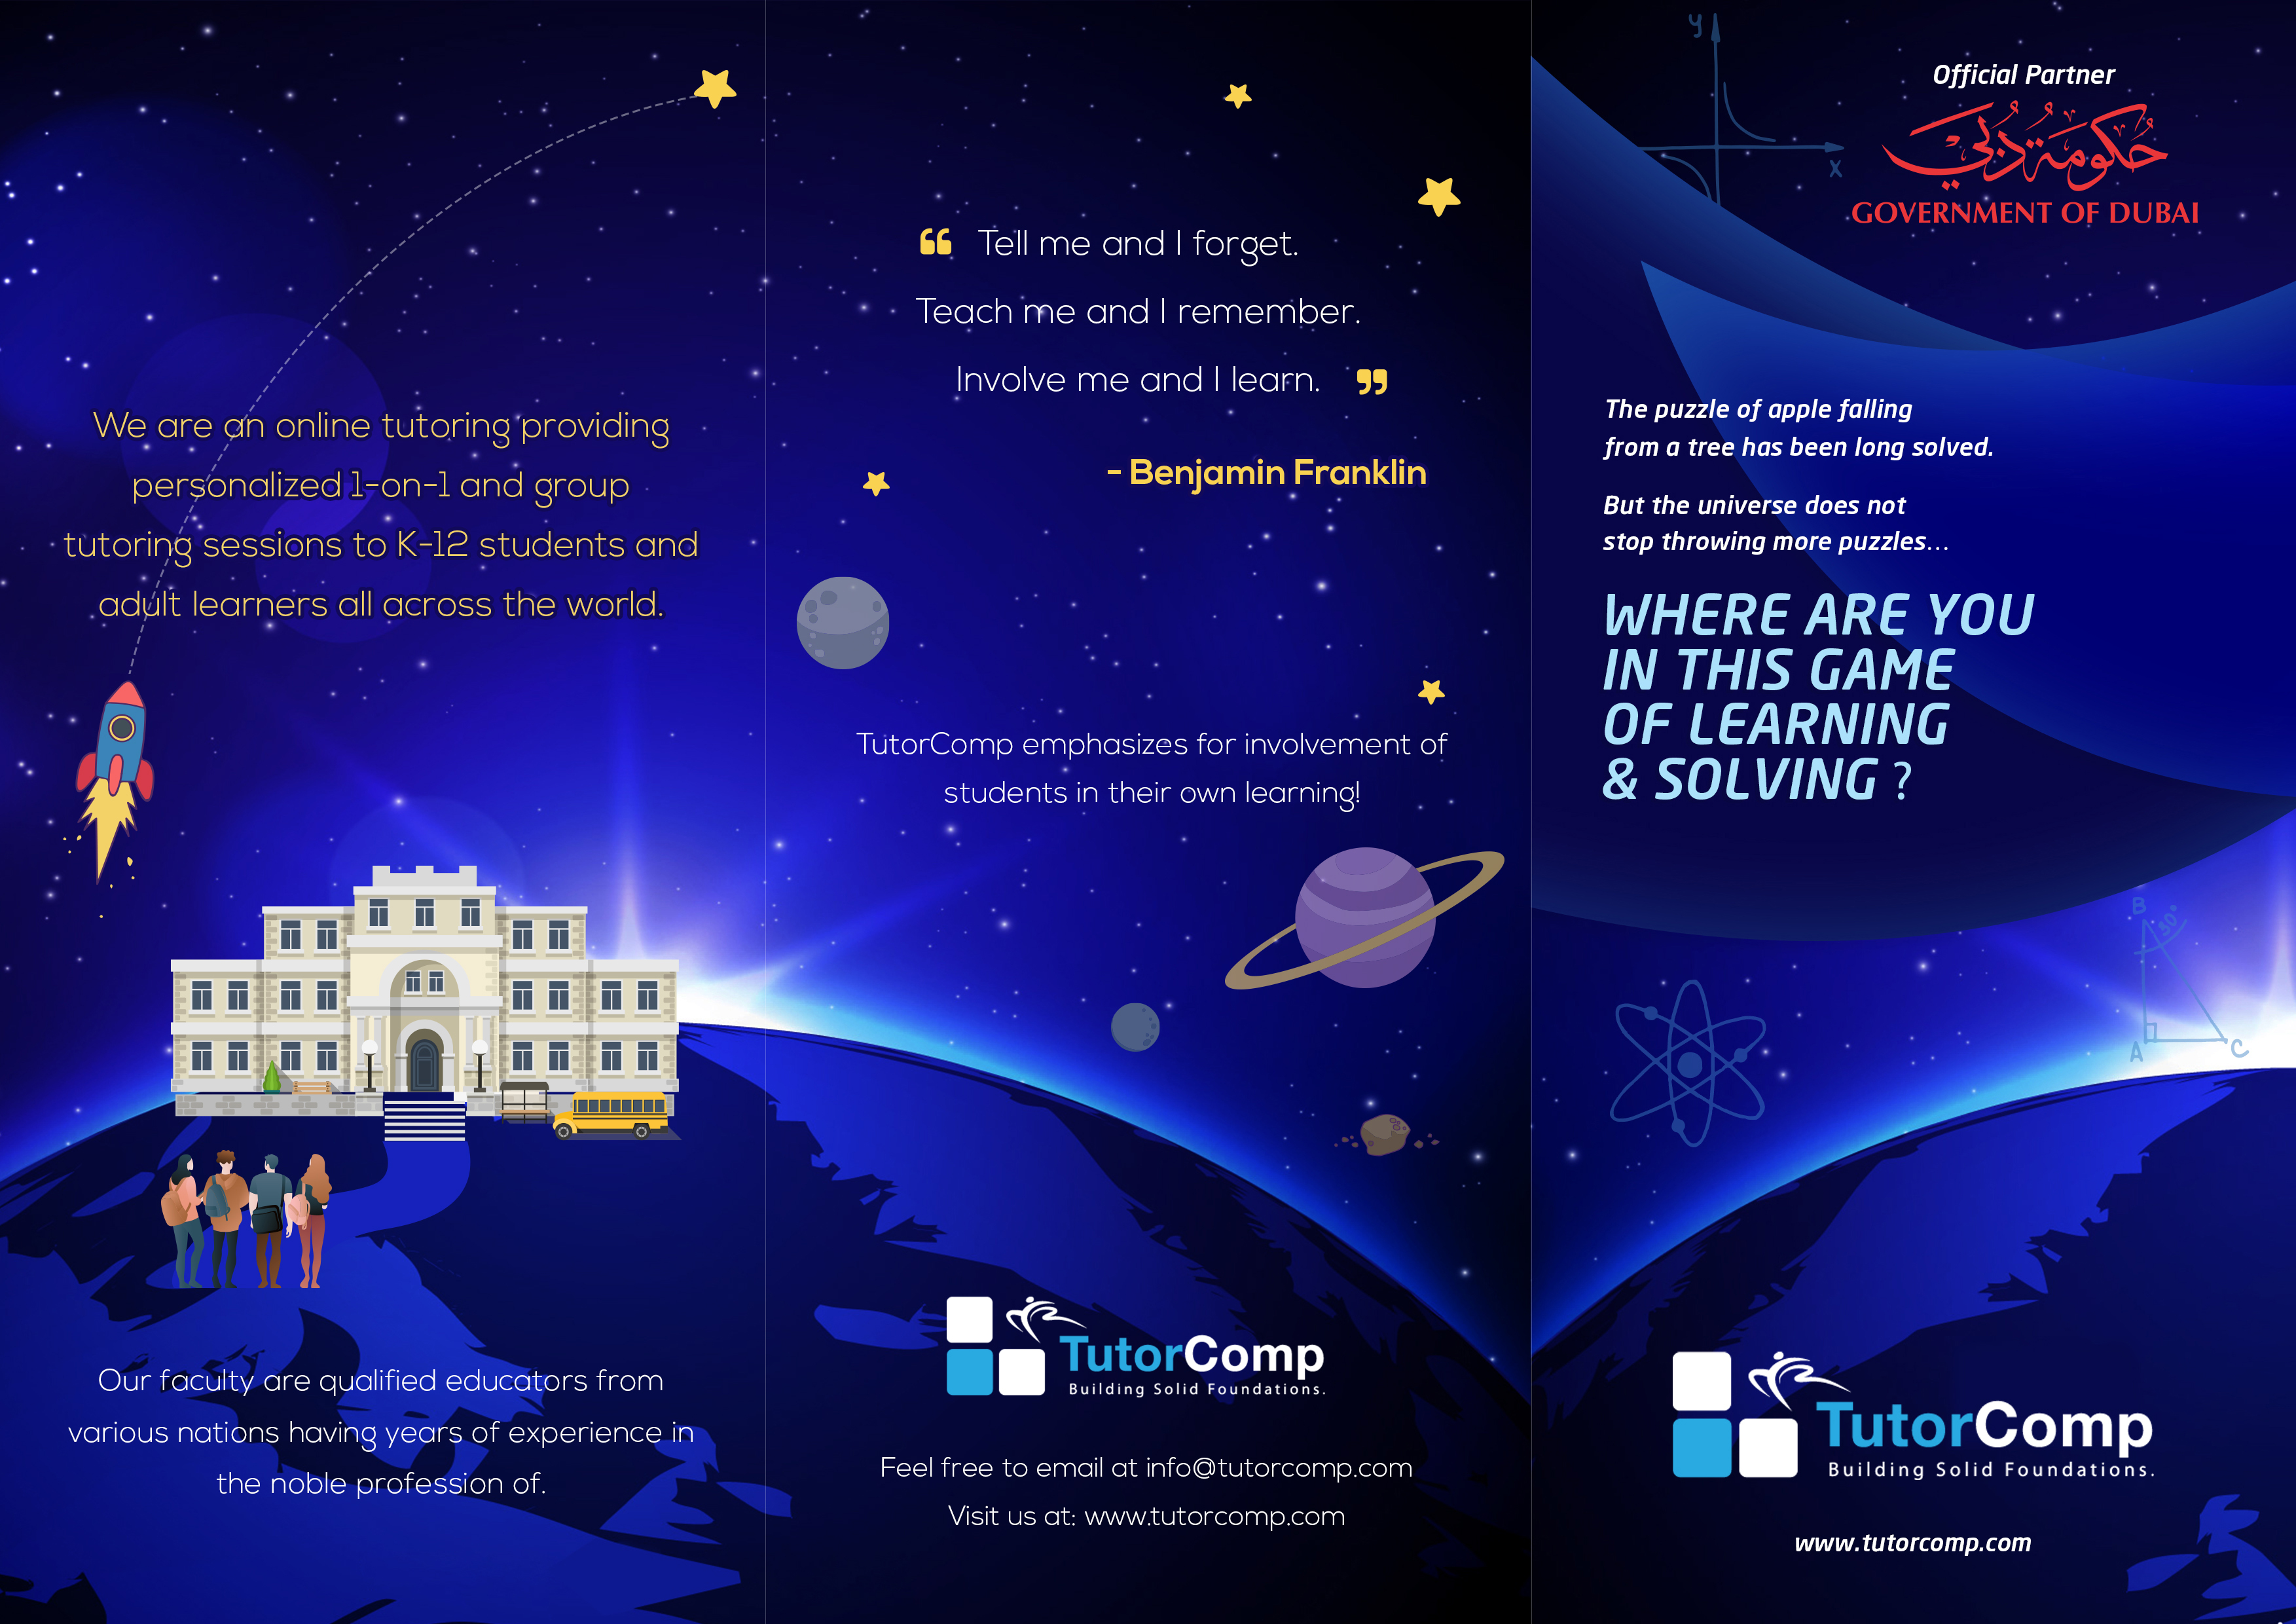 We are an online tutoring providing
personalized 1-on-1 and group
tutoring sessions to K-12 students and
adult learners all across the world.
Our faculty are qualified educators from
various nations having years of experience in
the noble profession of.
❝ Tell me and I forget.
Teach me and I remember.
Involve me and I learn. ❞
- Benjamin Franklin
TutorComp emphasizes for involvement of
students in their own learning!
TutorComp
Building Solid Foundations.
Feel free to email at info@tutorcomp.com
Visit us at: www.tutorcomp.com
y
x
Official Partner
حكومة دبي
GOVERNMENT OF DUBAI
The puzzle of apple falling
from a tree has been long solved.
But the universe does not
stop throwing more puzzles...
WHERE ARE YOU
IN THIS GAME
OF LEARNING
& SOLVING ?
B
30°
A
C
TutorComp
Building Solid Foundations.
www.tutorcomp.com